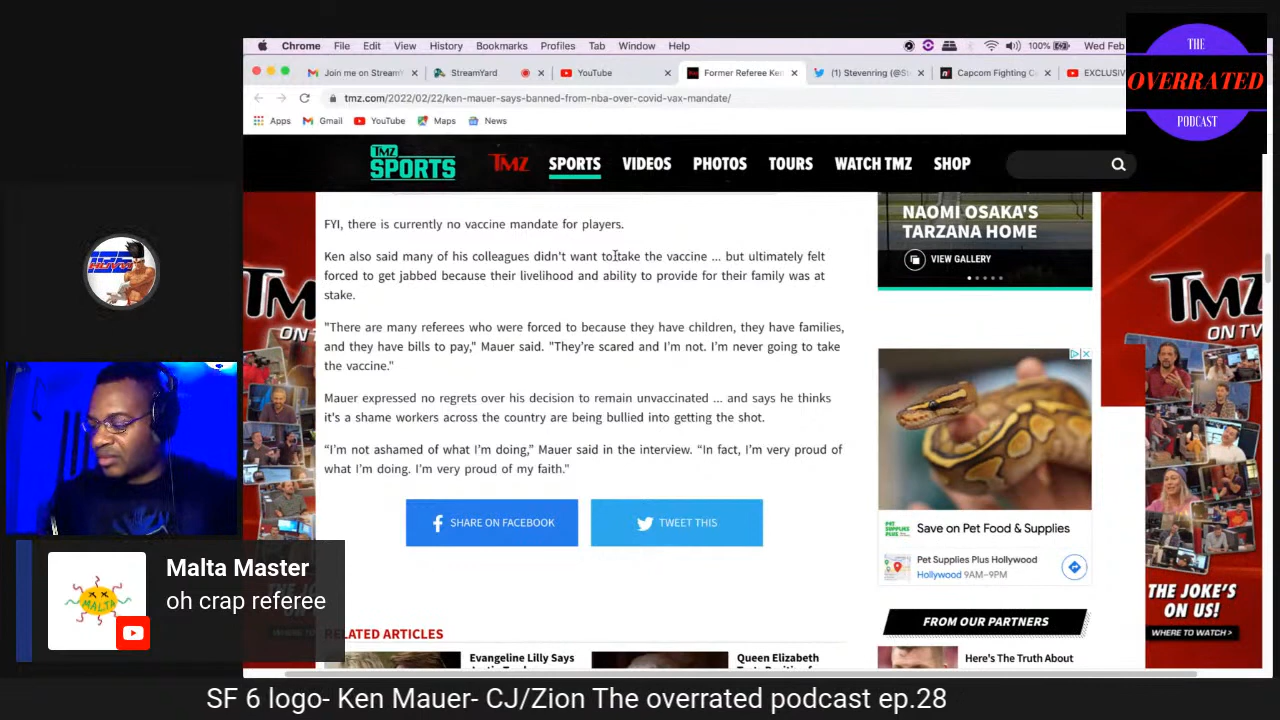 THE
OVERRATED
PODCAST
Chrome File Edit View History Bookmarks Profiles Tab Window Help
100%
Wed Feb
Join me on StreamY
StreamYard
YouTube
Former Referee Ken
(1) Stevenring (@St
Capcom Fighting C
EXCLUSIV
tmz.com/2022/02/22/ken-mauer-says-banned-from-nba-over-covid-vax-mandate/
Apps Gmail YouTube Maps News
TMZ
SPORTS
TMZ SPORTS VIDEOS PHOTOS TOURS WATCH TMZ SHOP
FYI, there is currently no vaccine mandate for players.
Ken also said many of his colleagues didn't want to take the vaccine ... but ultimately felt
forced to get jabbed because their livelihood and ability to provide for their family was at
stake.
"There are many referees who were forced to because they have children, they have families,
and they have bills to pay," Mauer said. "They're scared and I'm not. I'm never going to take
the vaccine."
Mauer expressed no regrets over his decision to remain unvaccinated ... and says he thinks
it's a shame workers across the country are being bullied into getting the shot.
“I’m not ashamed of what I’m doing,” Mauer said in the interview. “In fact, I’m very proud of
what I’m doing. I’m very proud of my faith."
SHARE ON FACEBOOK
TWEET THIS
RELATED ARTICLES
Evangeline Lilly Says
Queen Elizabeth
NAOMI OSAKA'S
TARZANA HOME
VIEW GALLERY
PET
SUPPLIES
PLUS
Save on Pet Food & Supplies
Pet Supplies Plus Hollywood
Hollywood 9AM–9PM
FROM OUR PARTNERS
Here's The Truth About
TMZ
ON TV
THE JOKE'S
ON US!
WHERE TO WATCH >
Malta Master
oh crap referee
MALTA
SF 6 logo- Ken Mauer- CJ/Zion The overrated podcast ep.28